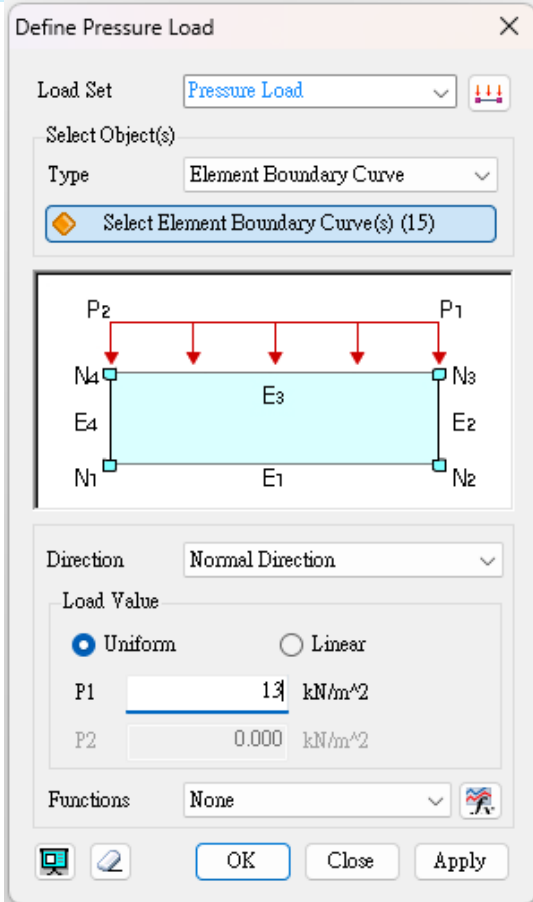 Define Pressure Load
Load Set Pressure Load
Select Object(s)
Type Element Boundary Curve
Select Element Boundary Curve(s) (15)
P2 P1
N4 N3
E3
E4 E2
N1 E1 N2
Direction Normal Direction
Load Value
Uniform Linear
P1 13 kN/m^2
P2 0.000 kN/m^2
Functions None
OK Close Apply